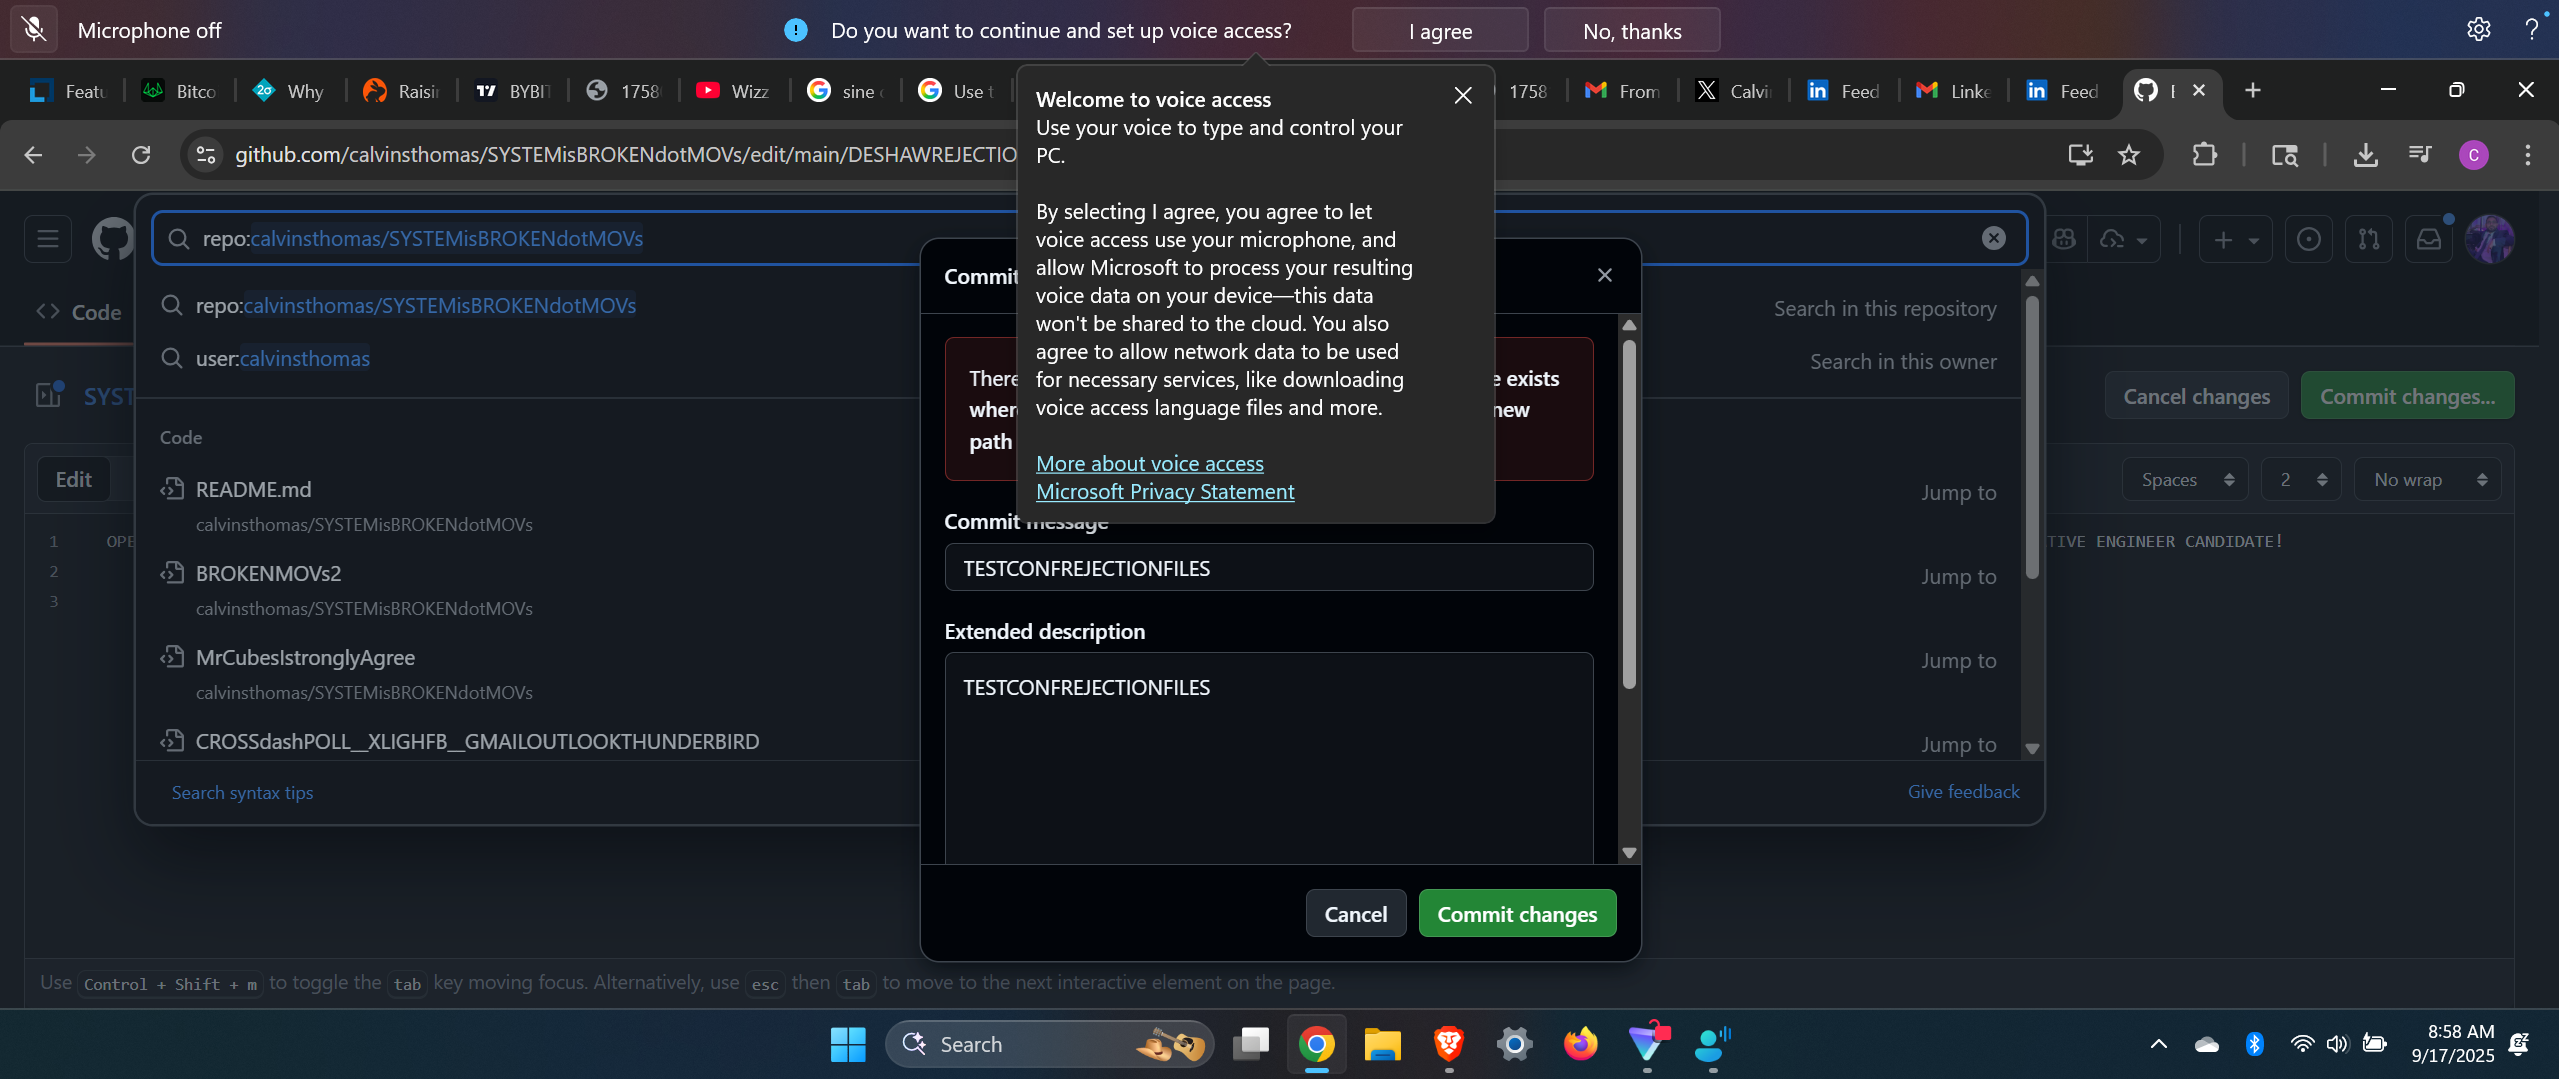 Microphone off
Do you want to continue and set up voice access?
I agree
No, thanks
Featu
Bitco
Why
Raisin
BYBIT
1758
Wizz
sine
Use t
1758
From
Calvi
Feed
Linke
Feed
github.com/calvinsthomas/SYSTEMisBROKENdotMOVs/edit/main/DESHAWREJECTIO
Welcome to voice access
Use your voice to type and control your
PC.
By selecting I agree, you agree to let
voice access use your microphone, and
allow Microsoft to process your resulting
voice data on your device—this data
won't be shared to the cloud. You also
agree to allow network data to be used
for necessary services, like downloading
voice access language files and more.
More about voice access
Microsoft Privacy Statement
repo:calvinsthomas/SYSTEMisBROKENdotMOVs
repo:calvinsthomas/SYSTEMisBROKENdotMOVs
Search in this repository
user:calvinsthomas
Search in this owner
Code
SYST
Cancel changes
Commit changes...
Edit
Spaces
2
No wrap
1
2
3
OPE
TIVE ENGINEER CANDIDATE!
Code
README.md
calvinsthomas/SYSTEMisBROKENdotMOVs
Jump to
BROKENMOVs2
calvinsthomas/SYSTEMisBROKENdotMOVs
Jump to
MrCubesIstronglyAgree
calvinsthomas/SYSTEMisBROKENdotMOVs
Jump to
CROSSdashPOLL__XLIGHFB__GMAILOUTLOOKTHUNDERBIRD
Jump to
Search syntax tips
Give feedback
Commit
There
e exists
wher
new
path
Commit message
TESTCONFREJECTIONFILES
Extended description
TESTCONFREJECTIONFILES
Cancel
Commit changes
Use Control + Shift + m to toggle the tab key moving focus. Alternatively, use esc then tab to move to the next interactive element on the page.
Search
8:58 AM
9/17/2025